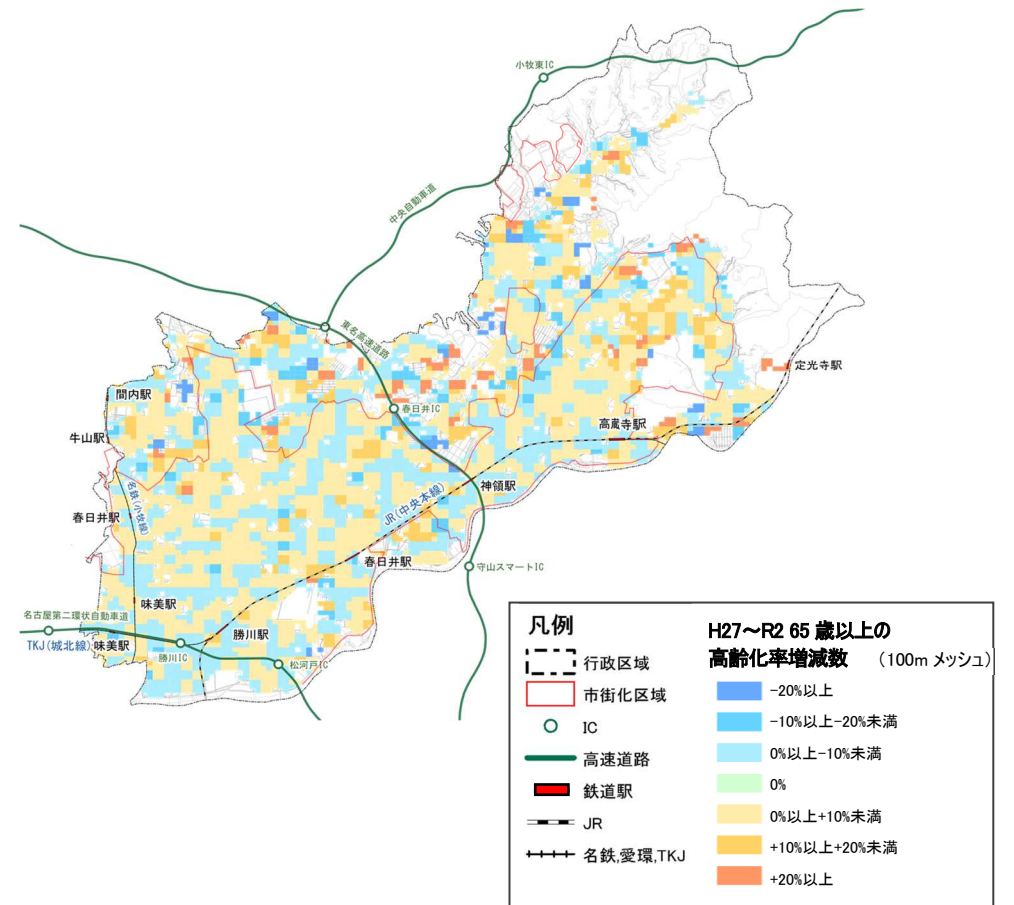 小牧東IC
中央自動車道
東名高速道路
間内駅
定光寺駅
春日井IC
牛山駅
高蔵寺駅
名鉄(小牧線)
神領駅
JR(中央本線)
春日井駅
春日井駅
守山スマートIC
味美駅
名古屋第二環状自動車道
勝川駅
TKJ(城北線)
味美駅
勝川IC
松河戸IC
凡例
行政区域
市街化区域
IC
高速道路
鉄道駅
JR
名鉄,愛環,TKJ
H27～R2 65 歳以上の
高齢化率増減数 （100m メッシュ）
-20%以上
-10%以上-20%未満
0%以上-10%未満
0%
0%以上+10%未満
+10%以上+20%未満
+20%以上